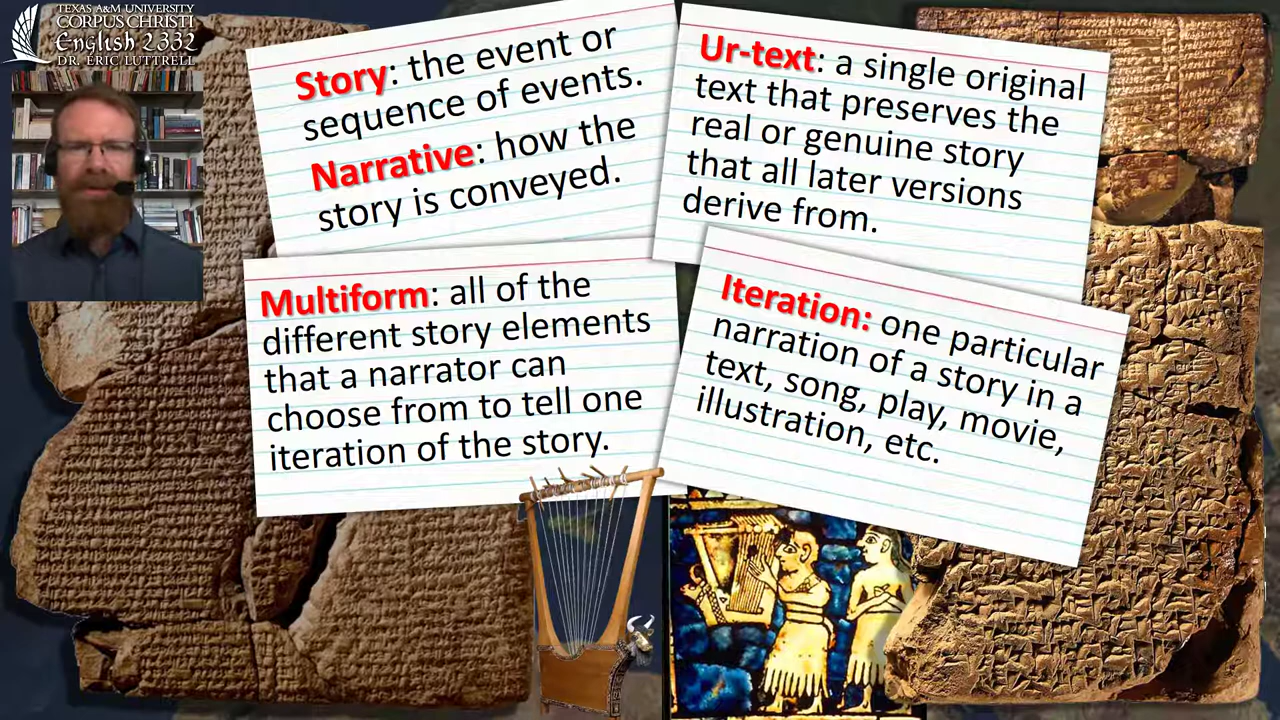 TEXAS A&M UNIVERSITY
CORPUS CHRISTI
English 2332
DR. ERIC LUTTRELL
Story: the event or
sequence of events.
Narrative: how the
story is conveyed.
Ur-text: a single original
text that preserves the
real or genuine story
that all later versions
derive from.
Multiform: all of the
different story elements
that a narrator can
choose from to tell one
iteration of the story.
Iteration: one particular
narration of a story in a
text, song, play, movie,
illustration, etc.